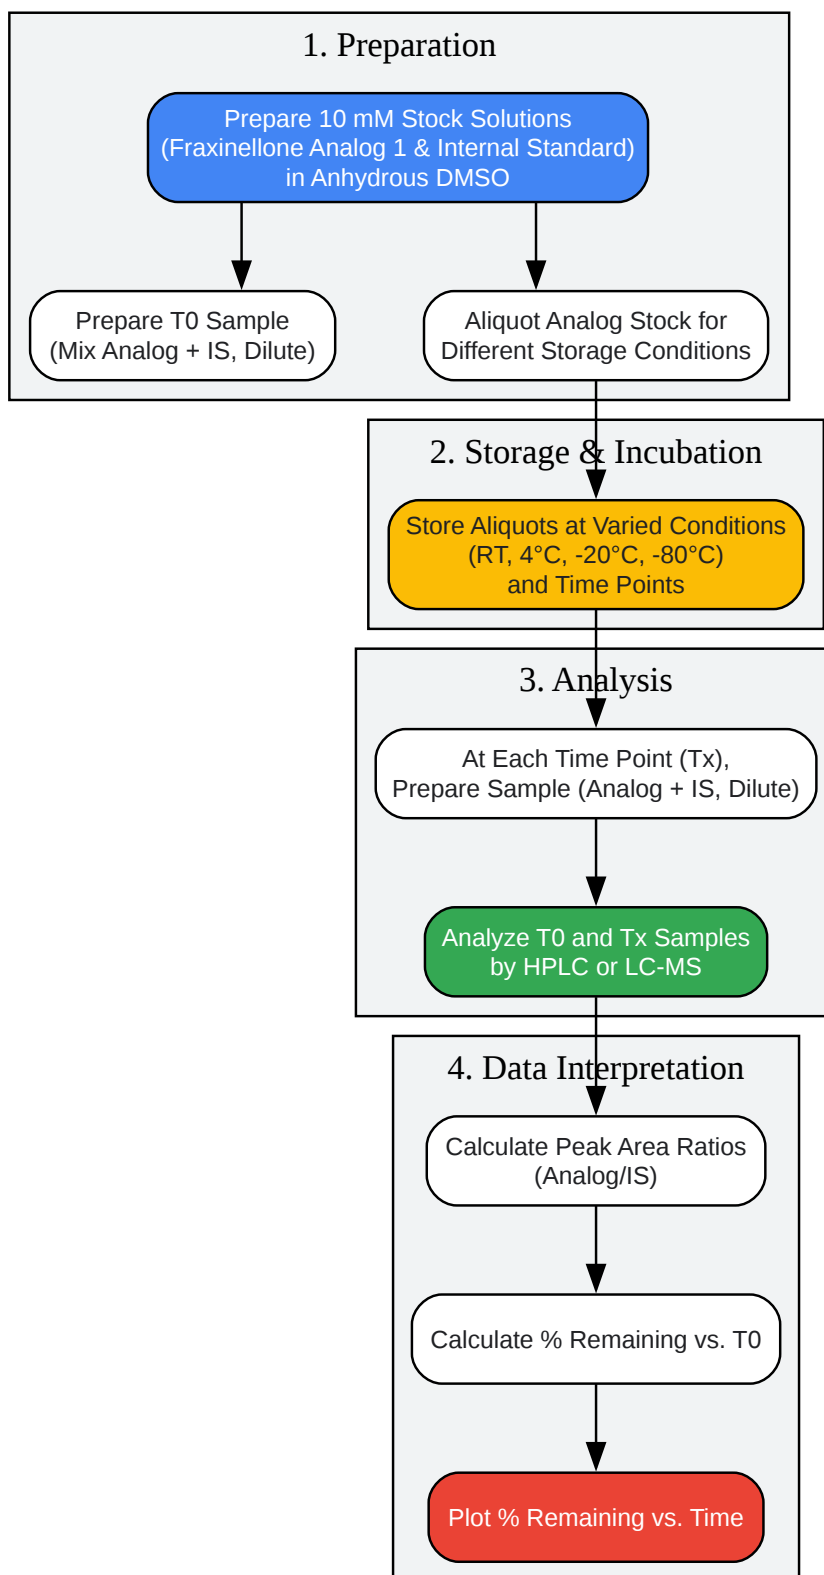 1. Preparation
Prepare 10 mM Stock Solutions
(Fraxinellone Analog 1 & Internal Standard)
in Anhydrous DMSO
Prepare T0 Sample
(Mix Analog + IS, Dilute)
Aliquot Analog Stock for
Different Storage Conditions
2. Storage & Incubation
Store Aliquots at Varied Conditions
(RT, 4°C, -20°C, -80°C)
and Time Points
3. Analysis
At Each Time Point (Tx),
Prepare Sample (Analog + IS, Dilute)
Analyze T0 and Tx Samples
by HPLC or LC-MS
4. Data Interpretation
Calculate Peak Area Ratios
(Analog/IS)
Calculate % Remaining vs. T0
Plot % Remaining vs. Time